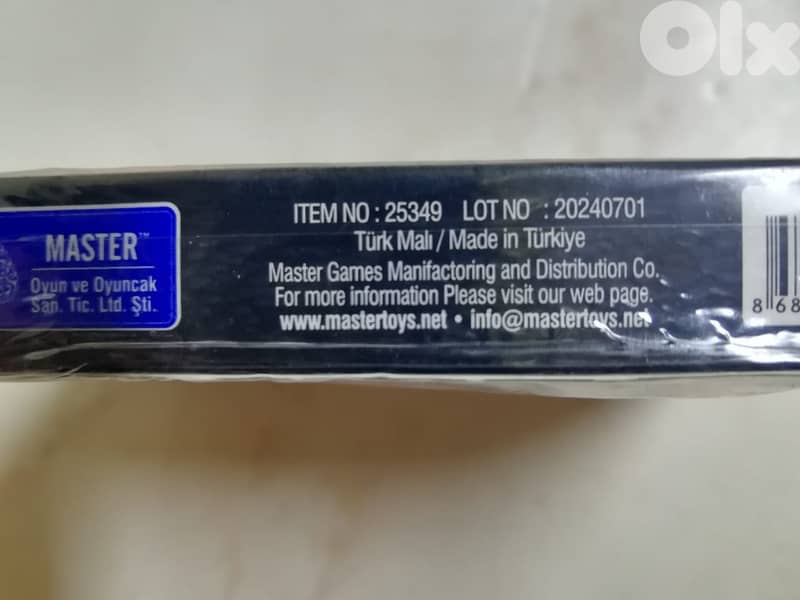 olx
MASTER™
Oyun ve Oyuncak
San. Tic. Ltd. Şti.
ITEM NO : 25349 LOT NO : 20240701
Türk Malı / Made in Türkiye
Master Games Manifactoring and Distribution Co.
For more information Please visit our web page.
www.mastertoys.net • info@mastertoys.net
8 68